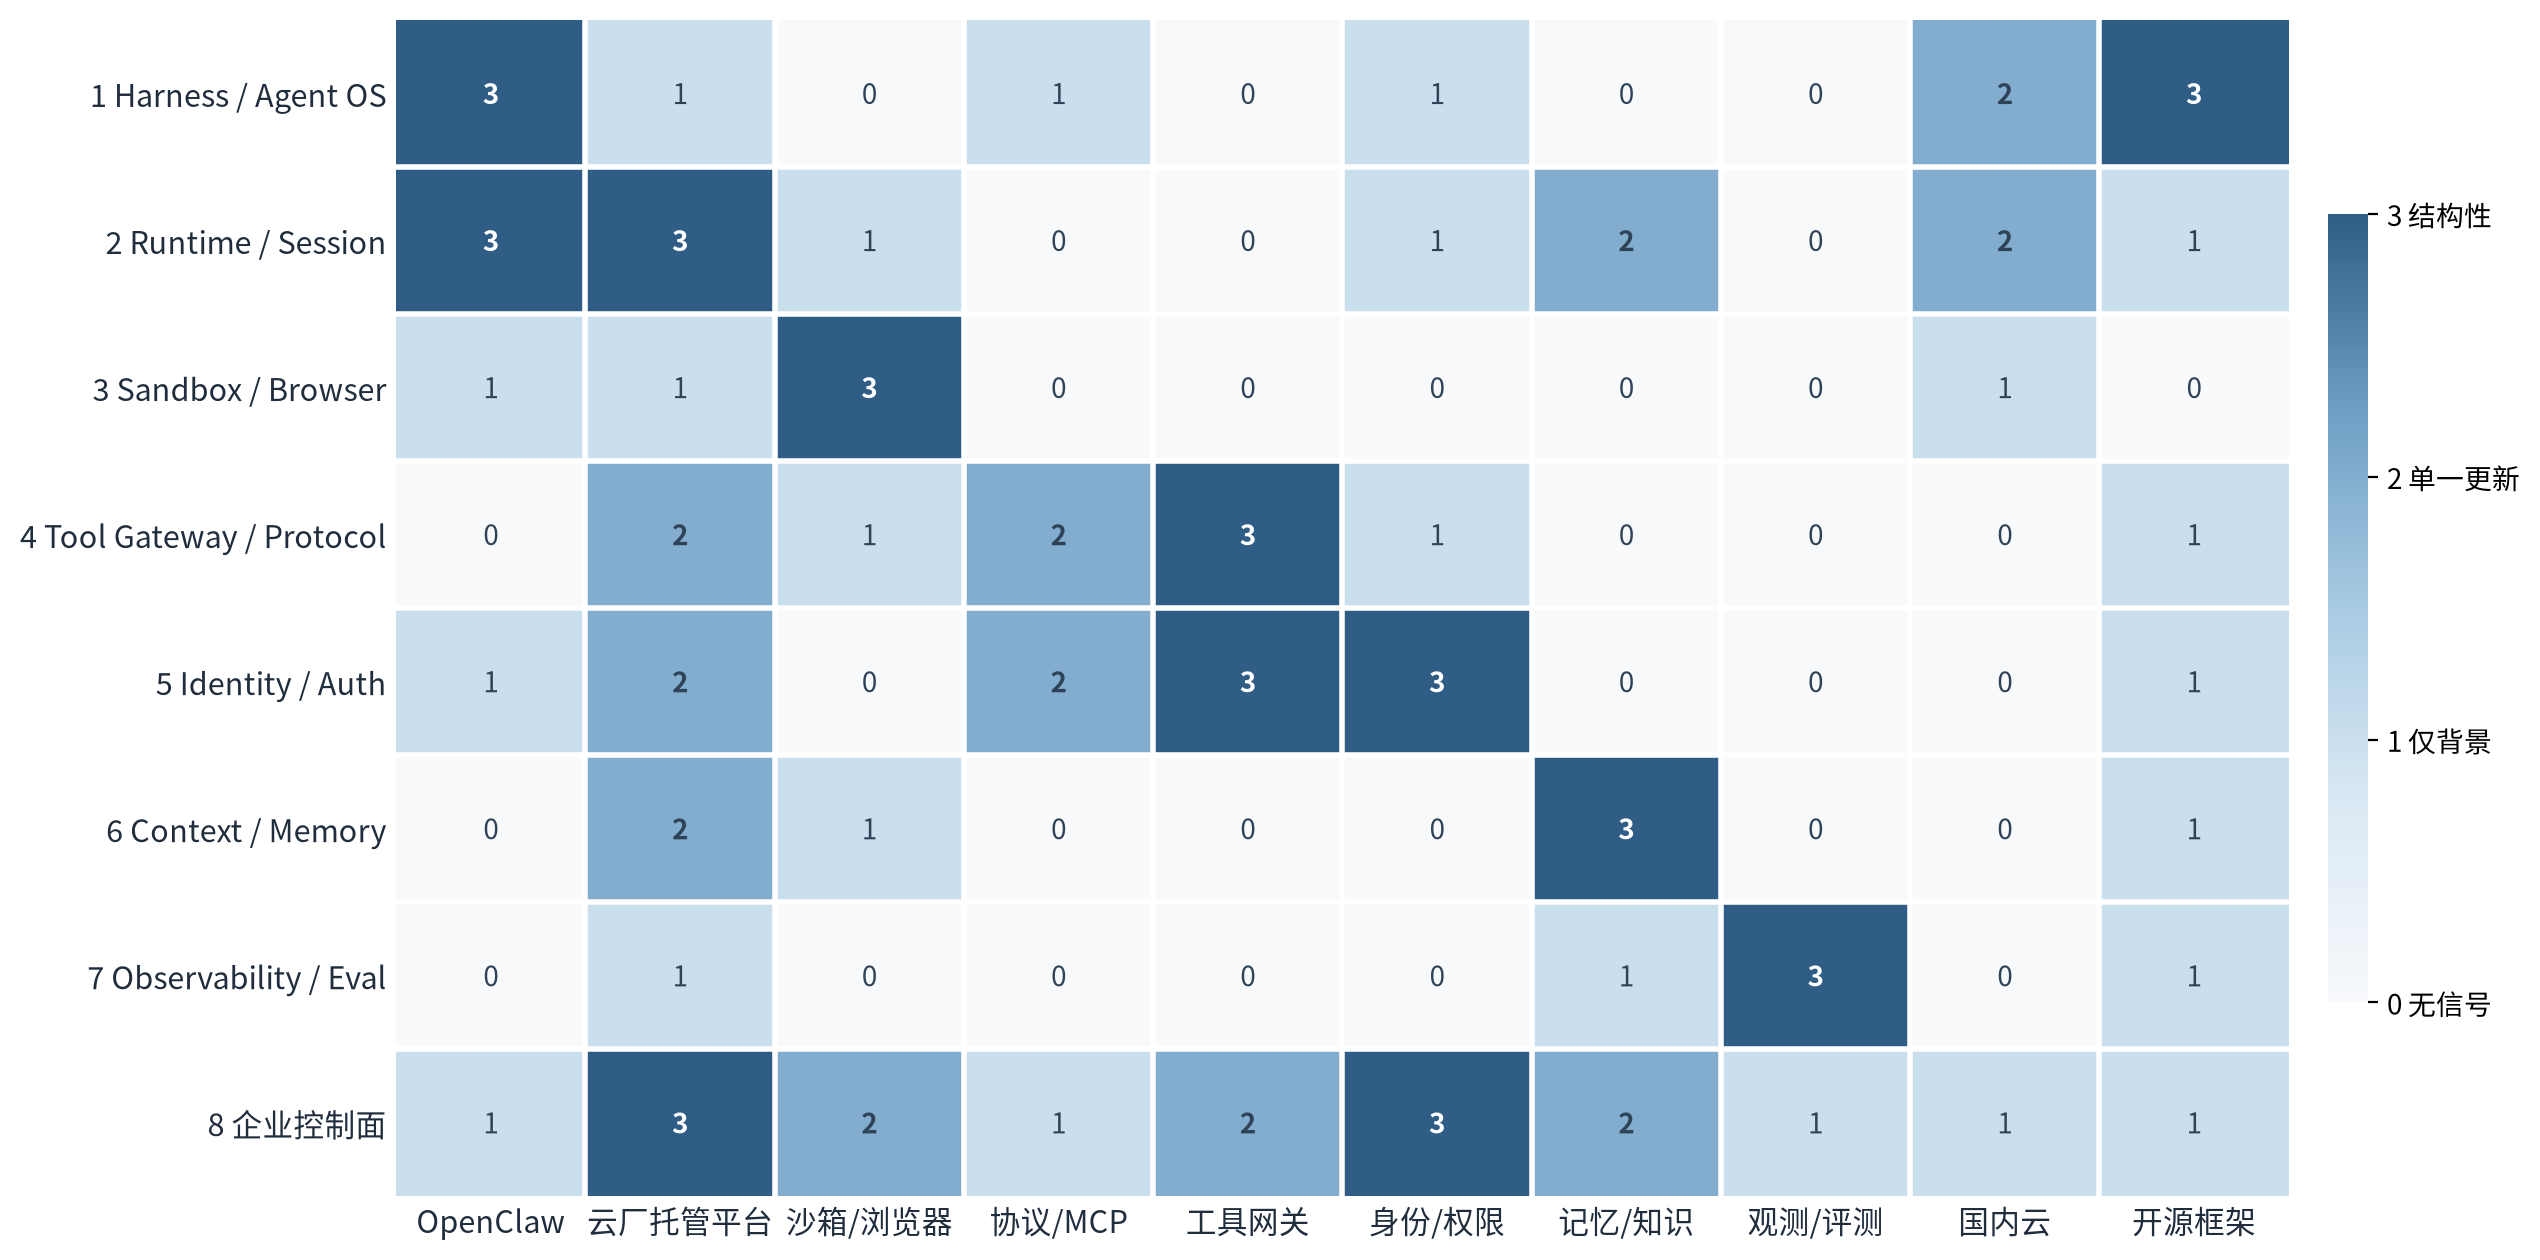 1 Harness / Agent OS 3 1 0 1 0 1 0 0 2 3
2 Runtime / Session 3 3 1 0 0 1 2 0 2 1
3 Sandbox / Browser 1 1 3 0 0 0 0 0 1 0
4 Tool Gateway / Protocol 0 2 1 2 3 1 0 0 0 1
5 Identity / Auth 1 2 0 2 3 3 0 0 0 1
6 Context / Memory 0 2 1 0 0 0 3 0 0 1
7 Observability / Eval 0 1 0 0 0 0 1 3 0 1
8 企业控制面 1 3 2 1 2 3 2 1 1 1
OpenClaw 云厂托管平台 沙箱/浏览器 协议/MCP 工具网关 身份/权限 记忆/知识 观测/评测 国内云 开源框架
3 结构性
2 单一更新
1 仅背景
0 无信号